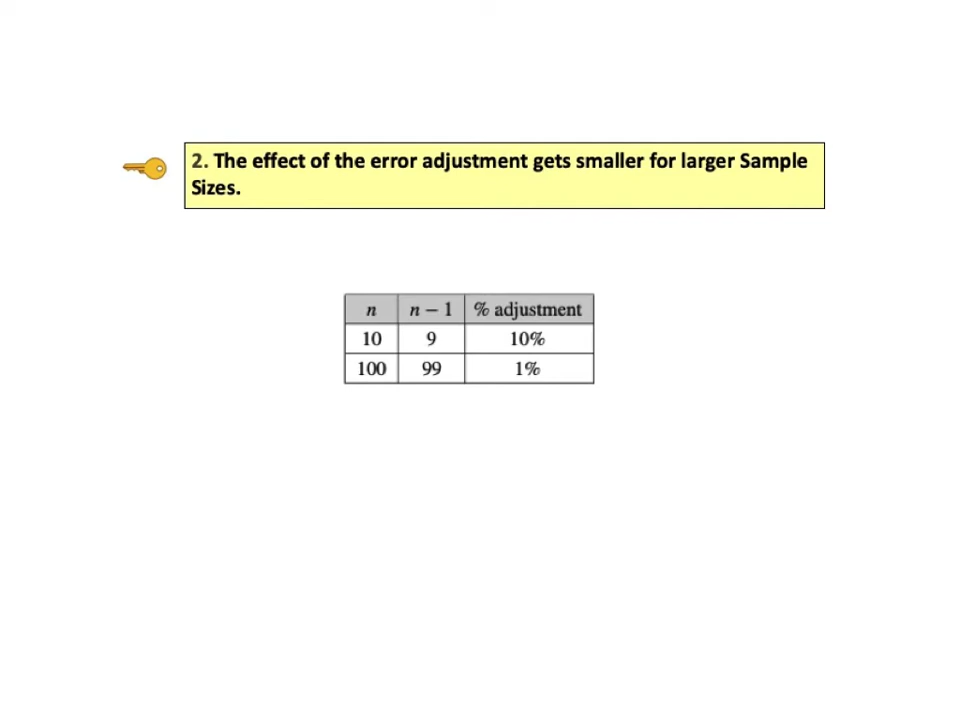 2. The effect of the error adjustment gets smaller for larger Sample
Sizes.
n n − 1 % adjustment
10 9 10%
100 99 1%